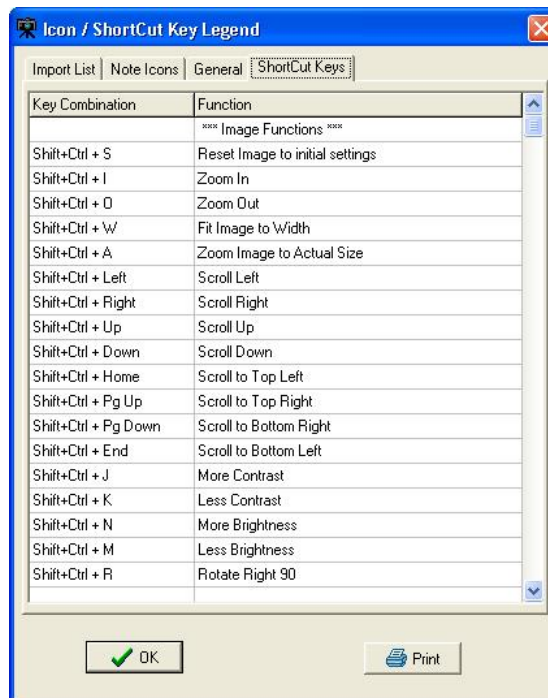 Icon / ShortCut Key Legend
Import List Note Icons General ShortCut Keys
Key Combination Function
*** Image Functions ***
Shift+Ctrl + S Reset Image to initial settings
Shift+Ctrl + I Zoom In
Shift+Ctrl + O Zoom Out
Shift+Ctrl + W Fit Image to Width
Shift+Ctrl + A Zoom Image to Actual Size
Shift+Ctrl + Left Scroll Left
Shift+Ctrl + Right Scroll Right
Shift+Ctrl + Up Scroll Up
Shift+Ctrl + Down Scroll Down
Shift+Ctrl + Home Scroll to Top Left
Shift+Ctrl + Pg Up Scroll to Top Right
Shift+Ctrl + Pg Down Scroll to Bottom Right
Shift+Ctrl + End Scroll to Bottom Left
Shift+Ctrl + J More Contrast
Shift+Ctrl + K Less Contrast
Shift+Ctrl + N More Brightness
Shift+Ctrl + M Less Brightness
Shift+Ctrl + R Rotate Right 90
OK Print